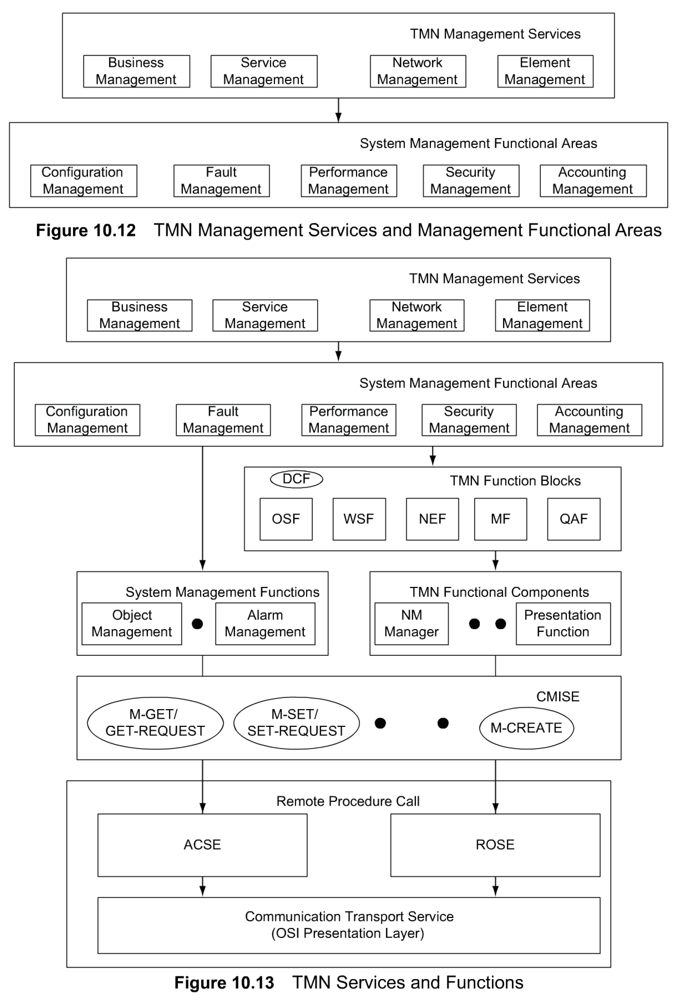 TMN Management Services
Business
Management
Service
Management
Network
Management
Element
Management
System Management Functional Areas
Configuration
Management
Fault
Management
Performance
Management
Security
Management
Accounting
Management
Figure 10.12 TMN Management Services and Management Functional Areas
TMN Management Services
Business
Management
Service
Management
Network
Management
Element
Management
System Management Functional Areas
Configuration
Management
Fault
Management
Performance
Management
Security
Management
Accounting
Management
DCF
TMN Function Blocks
OSF
WSF
NEF
MF
QAF
System Management Functions
Object
Management
Alarm
Management
TMN Functional Components
NM
Manager
Presentation
Function
CMISE
M-GET/
GET-REQUEST
M-SET/
SET-REQUEST
M-CREATE
Remote Procedure Call
ACSE
ROSE
Communication Transport Service
(OSI Presentation Layer)
Figure 10.13 TMN Services and Functions